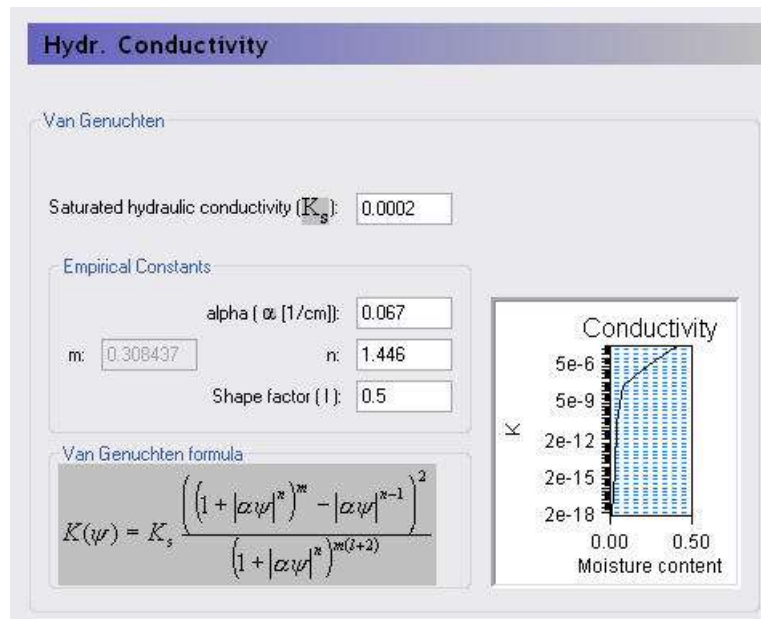 Hydr. Conductivity
Van Genuchten
Saturated hydraulic conductivity (Kₛ): 0.0002
Empirical Constants
alpha ( α [1/cm]): 0.067
m: 0.308437 n: 1.446
Shape factor ( l ): 0.5
Van Genuchten formula
K(ψ) = Kₛ ((1 + |αψ|ⁿ)ᵐ − |αψ|ⁿ⁻¹)² / (1 + |αψ|ⁿ)ᵐ⁽ˡ⁺²⁾
Conductivity
K
5e-6
5e-9
2e-12
2e-15
2e-18
0.00 0.50
Moisture content